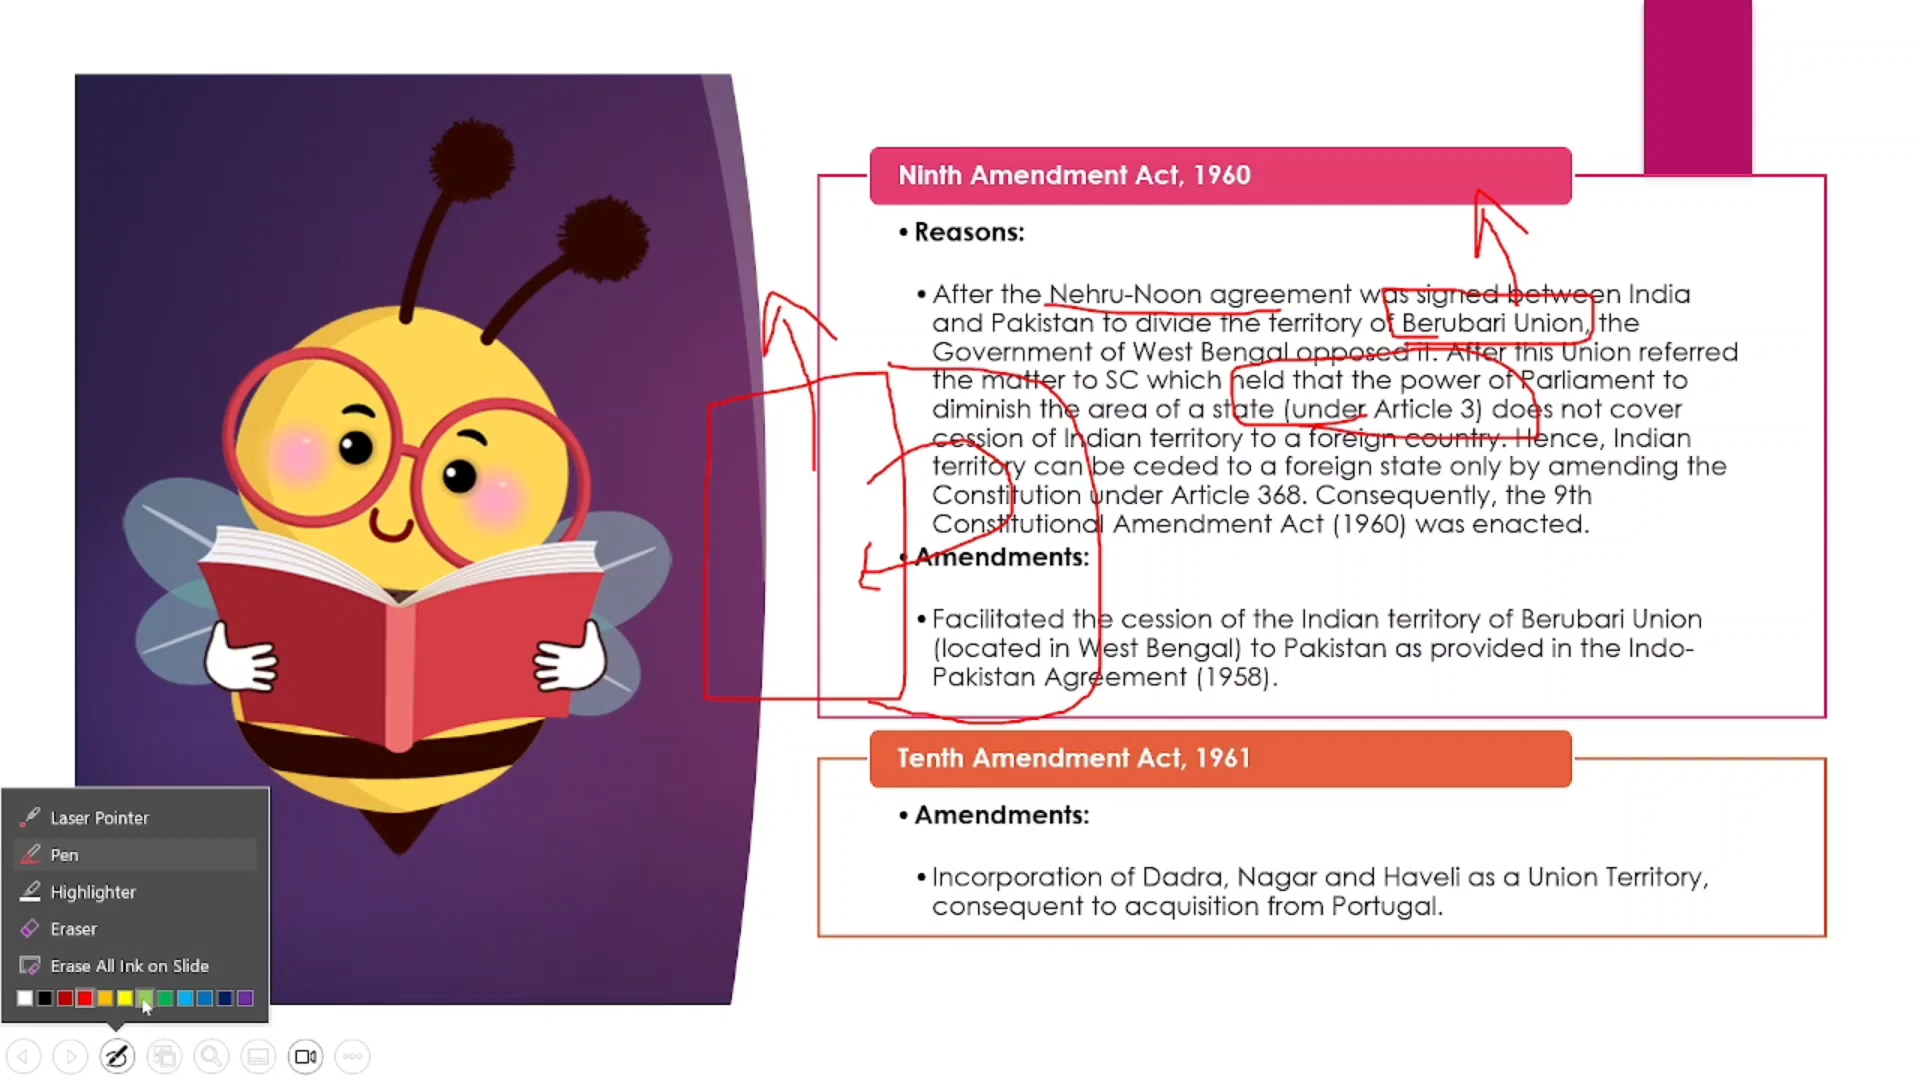 Ninth Amendment Act, 1960
• Reasons:
• After the Nehru-Noon agreement was signed between India
and Pakistan to divide the territory of Berubari Union, the
Government of West Bengal opposed it. After this Union referred
the matter to SC which held that the power of Parliament to
diminish the area of a state (under Article 3) does not cover
cession of Indian territory to a foreign country. Hence, Indian
territory can be ceded to a foreign state only by amending the
Constitution under Article 368. Consequently, the 9th
Constitutional Amendment Act (1960) was enacted.
• Amendments:
• Facilitated the cession of the Indian territory of Berubari Union
(located in West Bengal) to Pakistan as provided in the Indo-
Pakistan Agreement (1958).
Tenth Amendment Act, 1961
• Amendments:
• Incorporation of Dadra, Nagar and Haveli as a Union Territory,
consequent to acquisition from Portugal.
Laser Pointer
Pen
Highlighter
Eraser
Erase All Ink on Slide